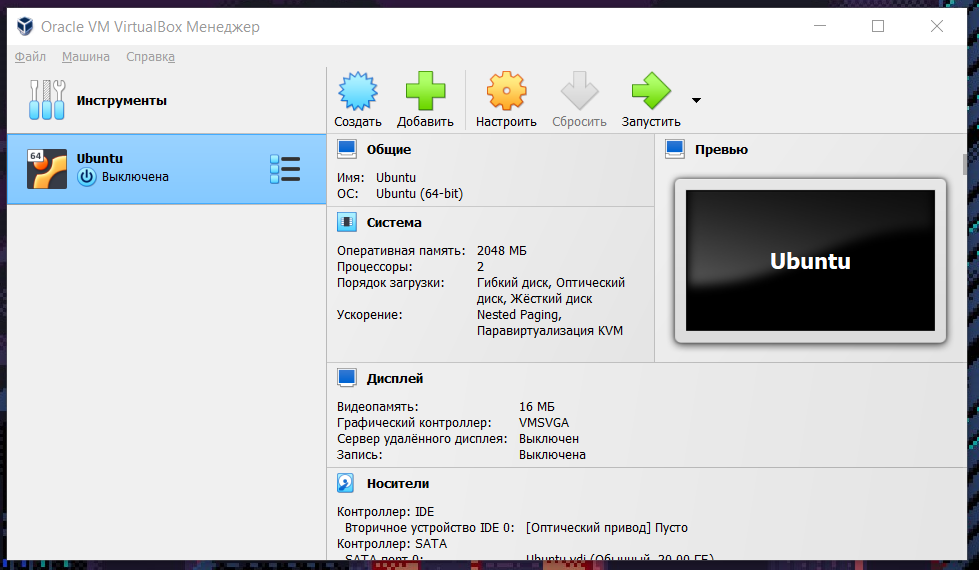 Oracle VM VirtualBox Менеджер
Файл Машина Справка
Инструменты
Создать Добавить Настроить Сбросить Запустить
64
Ubuntu
Выключена
Общие
Имя: Ubuntu
ОС: Ubuntu (64-bit)
Система
Оперативная память: 2048 МБ
Процессоры: 2
Порядок загрузки: Гибкий диск, Оптический
диск, Жёсткий диск
Ускорение: Nested Paging,
Паравиртуализация KVM
Превью
Ubuntu
Дисплей
Видеопамять: 16 МБ
Графический контроллер: VMSVGA
Сервер удалённого дисплея: Выключен
Запись: Выключена
Носители
Контроллер: IDE
Вторичное устройство IDE 0: [Оптический привод] Пусто
Контроллер: SATA
SATA порт 0: Ubuntu.vdi (Обычный, 20,00 ГБ)